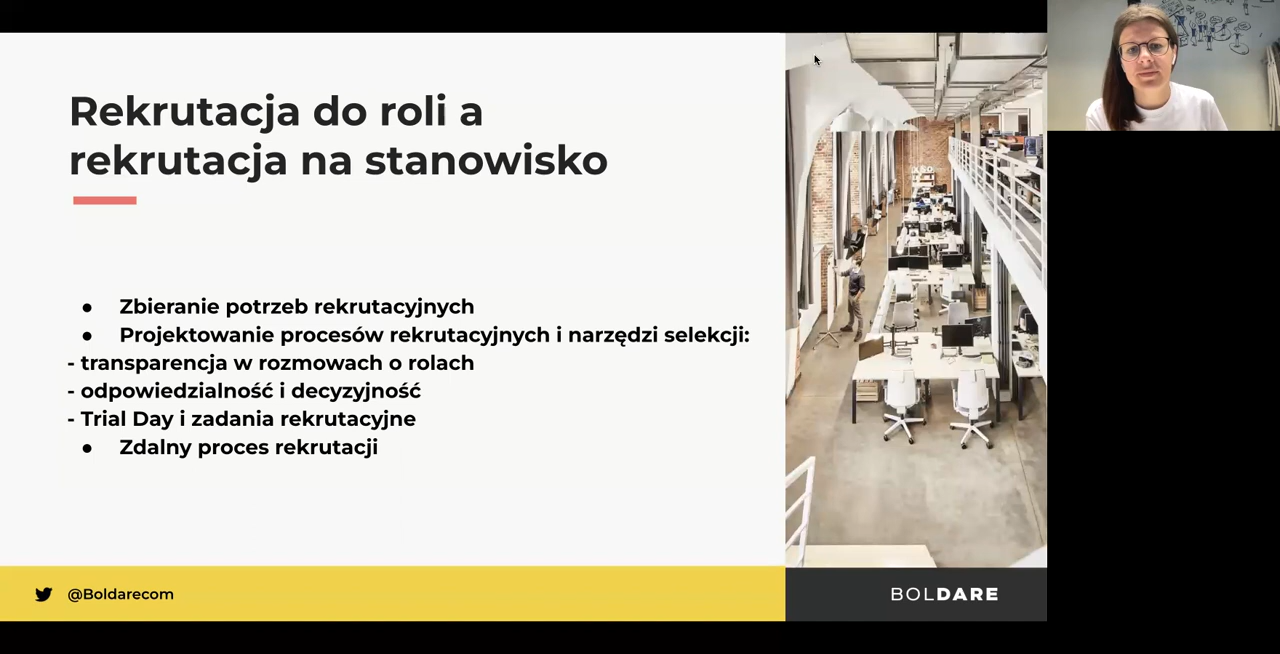 Rekrutacja do roli a
rekrutacja na stanowisko
● Zbieranie potrzeb rekrutacyjnych
● Projektowanie procesów rekrutacyjnych i narzędzi selekcji:
- transparencja w rozmowach o rolach
- odpowiedzialność i decyzyjność
- Trial Day i zadania rekrutacyjne
● Zdalny proces rekrutacji
@Boldarecom
BOLDARE